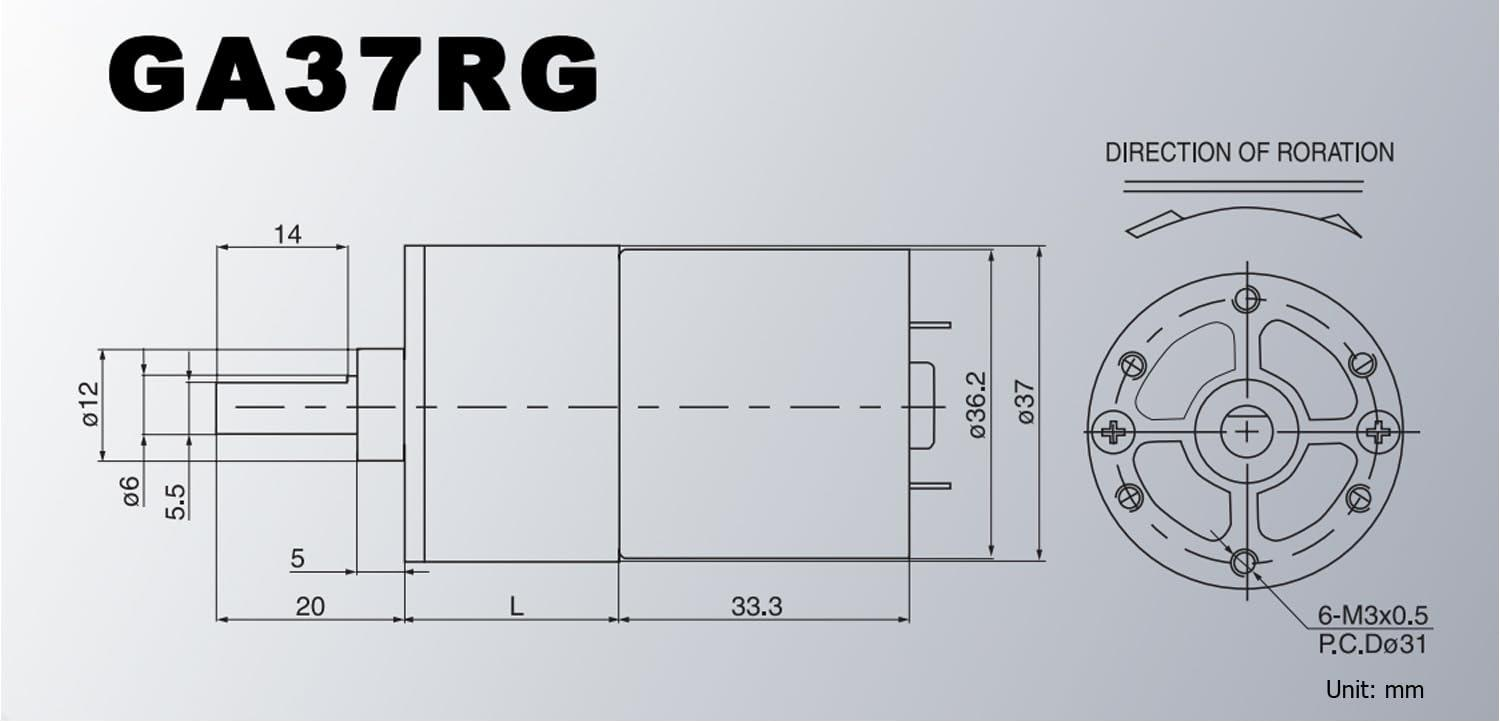 GA37RG
DIRECTION OF RORATION
14
ø12
ø6
5.5
5
20
L
33.3
ø36.2
ø37
6-M3x0.5
P.C.Dø31
Unit: mm